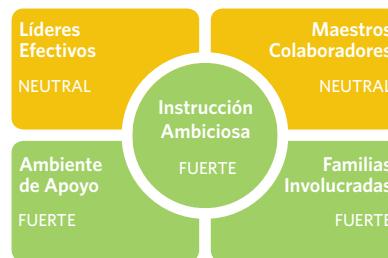 Líderes
Efectivos
NEUTRAL
Maestros
Colaboradores
NEUTRAL
Instrucción
Ambiciosa
FUERTE
Ambiente
de Apoyo
FUERTE
Familias
Involucradas
FUERTE